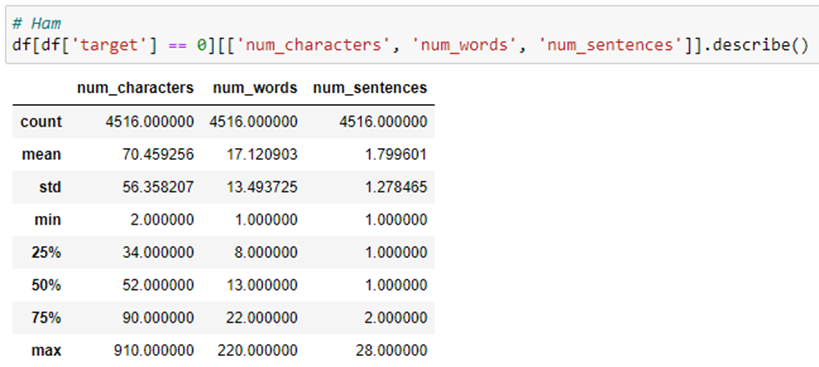 # Ham
df[df['target'] == 0][['num_characters', 'num_words', 'num_sentences']].describe()
num_characters num_words num_sentences
count 4516.000000 4516.000000 4516.000000
mean 70.459256 17.120903 1.799601
std 56.358207 13.493725 1.278465
min 2.000000 1.000000 1.000000
25% 34.000000 8.000000 1.000000
50% 52.000000 13.000000 1.000000
75% 90.000000 22.000000 2.000000
max 910.000000 220.000000 28.000000